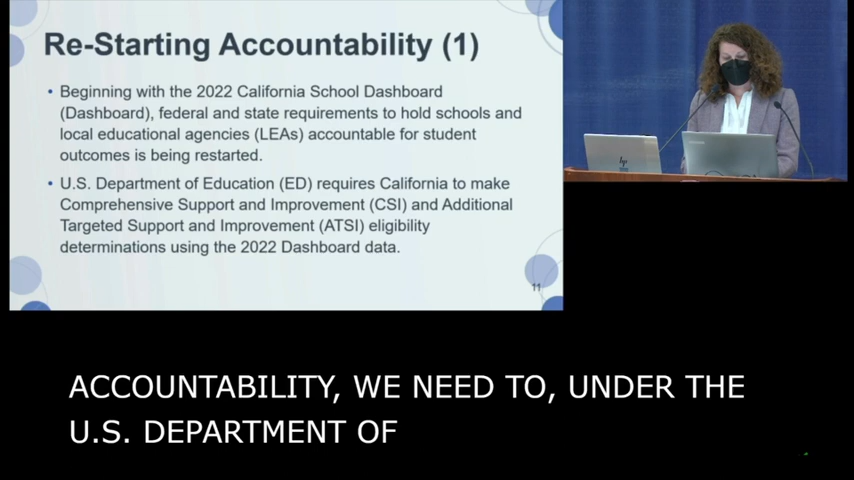 Re-Starting Accountability (1)
• Beginning with the 2022 California School Dashboard
(Dashboard), federal and state requirements to hold schools and
local educational agencies (LEAs) accountable for student
outcomes is being restarted.
• U.S. Department of Education (ED) requires California to make
Comprehensive Support and Improvement (CSI) and Additional
Targeted Support and Improvement (ATSI) eligibility
determinations using the 2022 Dashboard data.
11
hp
ACCOUNTABILITY, WE NEED TO, UNDER THE
U.S. DEPARTMENT OF